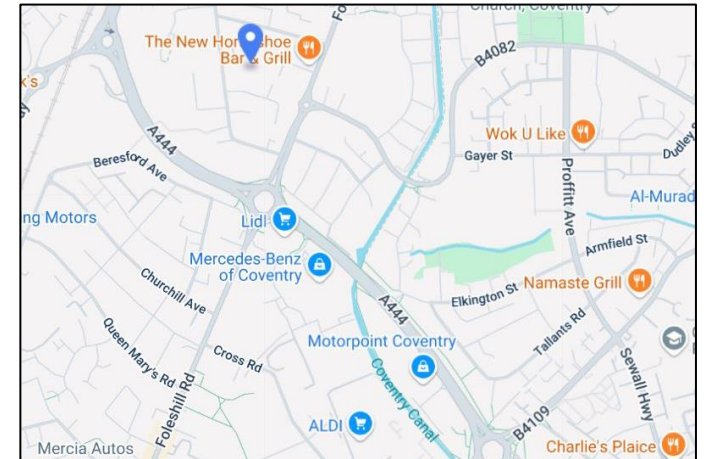 Church, Coventry
The New Horseshoe
Bar & Grill
Fo
B4082
k's
A444
Wok U Like
Gayer St
Dudley S
Beresford Ave
Proffitt Ave
Al-Murad
ng Motors
Lidl
Armfield St
Mercedes-Benz
of Coventry
Churchill Ave
Elkington St
Namaste Grill
A444
Tallants Rd
Queen Mary's Rd
Cross Rd
Motorpoint Coventry
Foleshill Rd
Coventry Canal
Sewall Hwy
ALDI
B4109
Mercia Autos
Charlie's Plaice